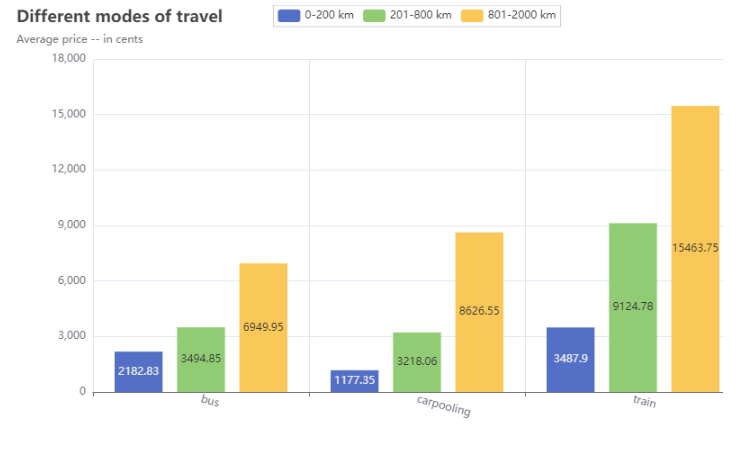 Different modes of travel
0-200 km 201-800 km 801-2000 km
Average price -- in cents
18,000
15,000
12,000
9,000
6,000
3,000
0
2182.83
3494.85
6949.95
1177.35
3218.06
8626.55
3487.9
9124.78
15463.75
bus
carpooling
train